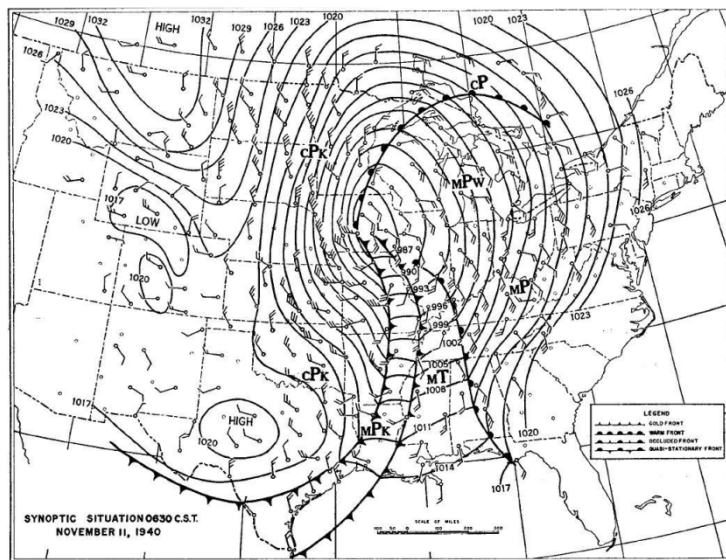 1029
1032
HIGH
1032
1029
1026
1023
1020
1020
1023
1026
1023
1020
cP
1026
cPK
MPW
1017
LOW
1026
1020
987
990
993
MP
996
1023
999
1002
cPK
1005
MT
1008
1017
HIGH
1020
MPK
1011
1014
1020
1017
LEGEND
COLD FRONT
WARM FRONT
OCCLUDED FRONT
QUASI-STATIONARY FRONT
SCALE OF MILES
SYNOPTIC SITUATION 0630 C.S.T.
NOVEMBER 11, 1940